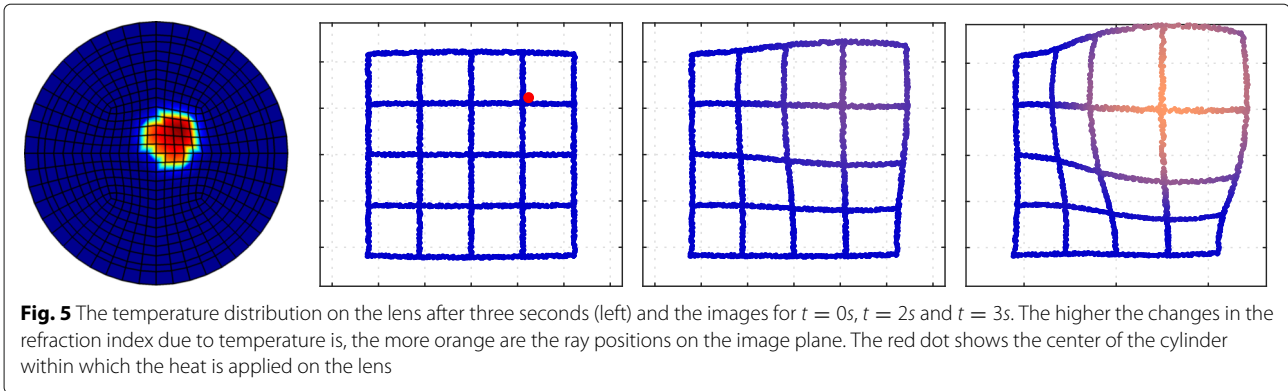 Fig. 5 The temperature distribution on the lens after three seconds (left) and the images for t = 0s, t = 2s and t = 3s. The higher the changes in the
refraction index due to temperature is, the more orange are the ray positions on the image plane. The red dot shows the center of the cylinder
within which the heat is applied on the lens